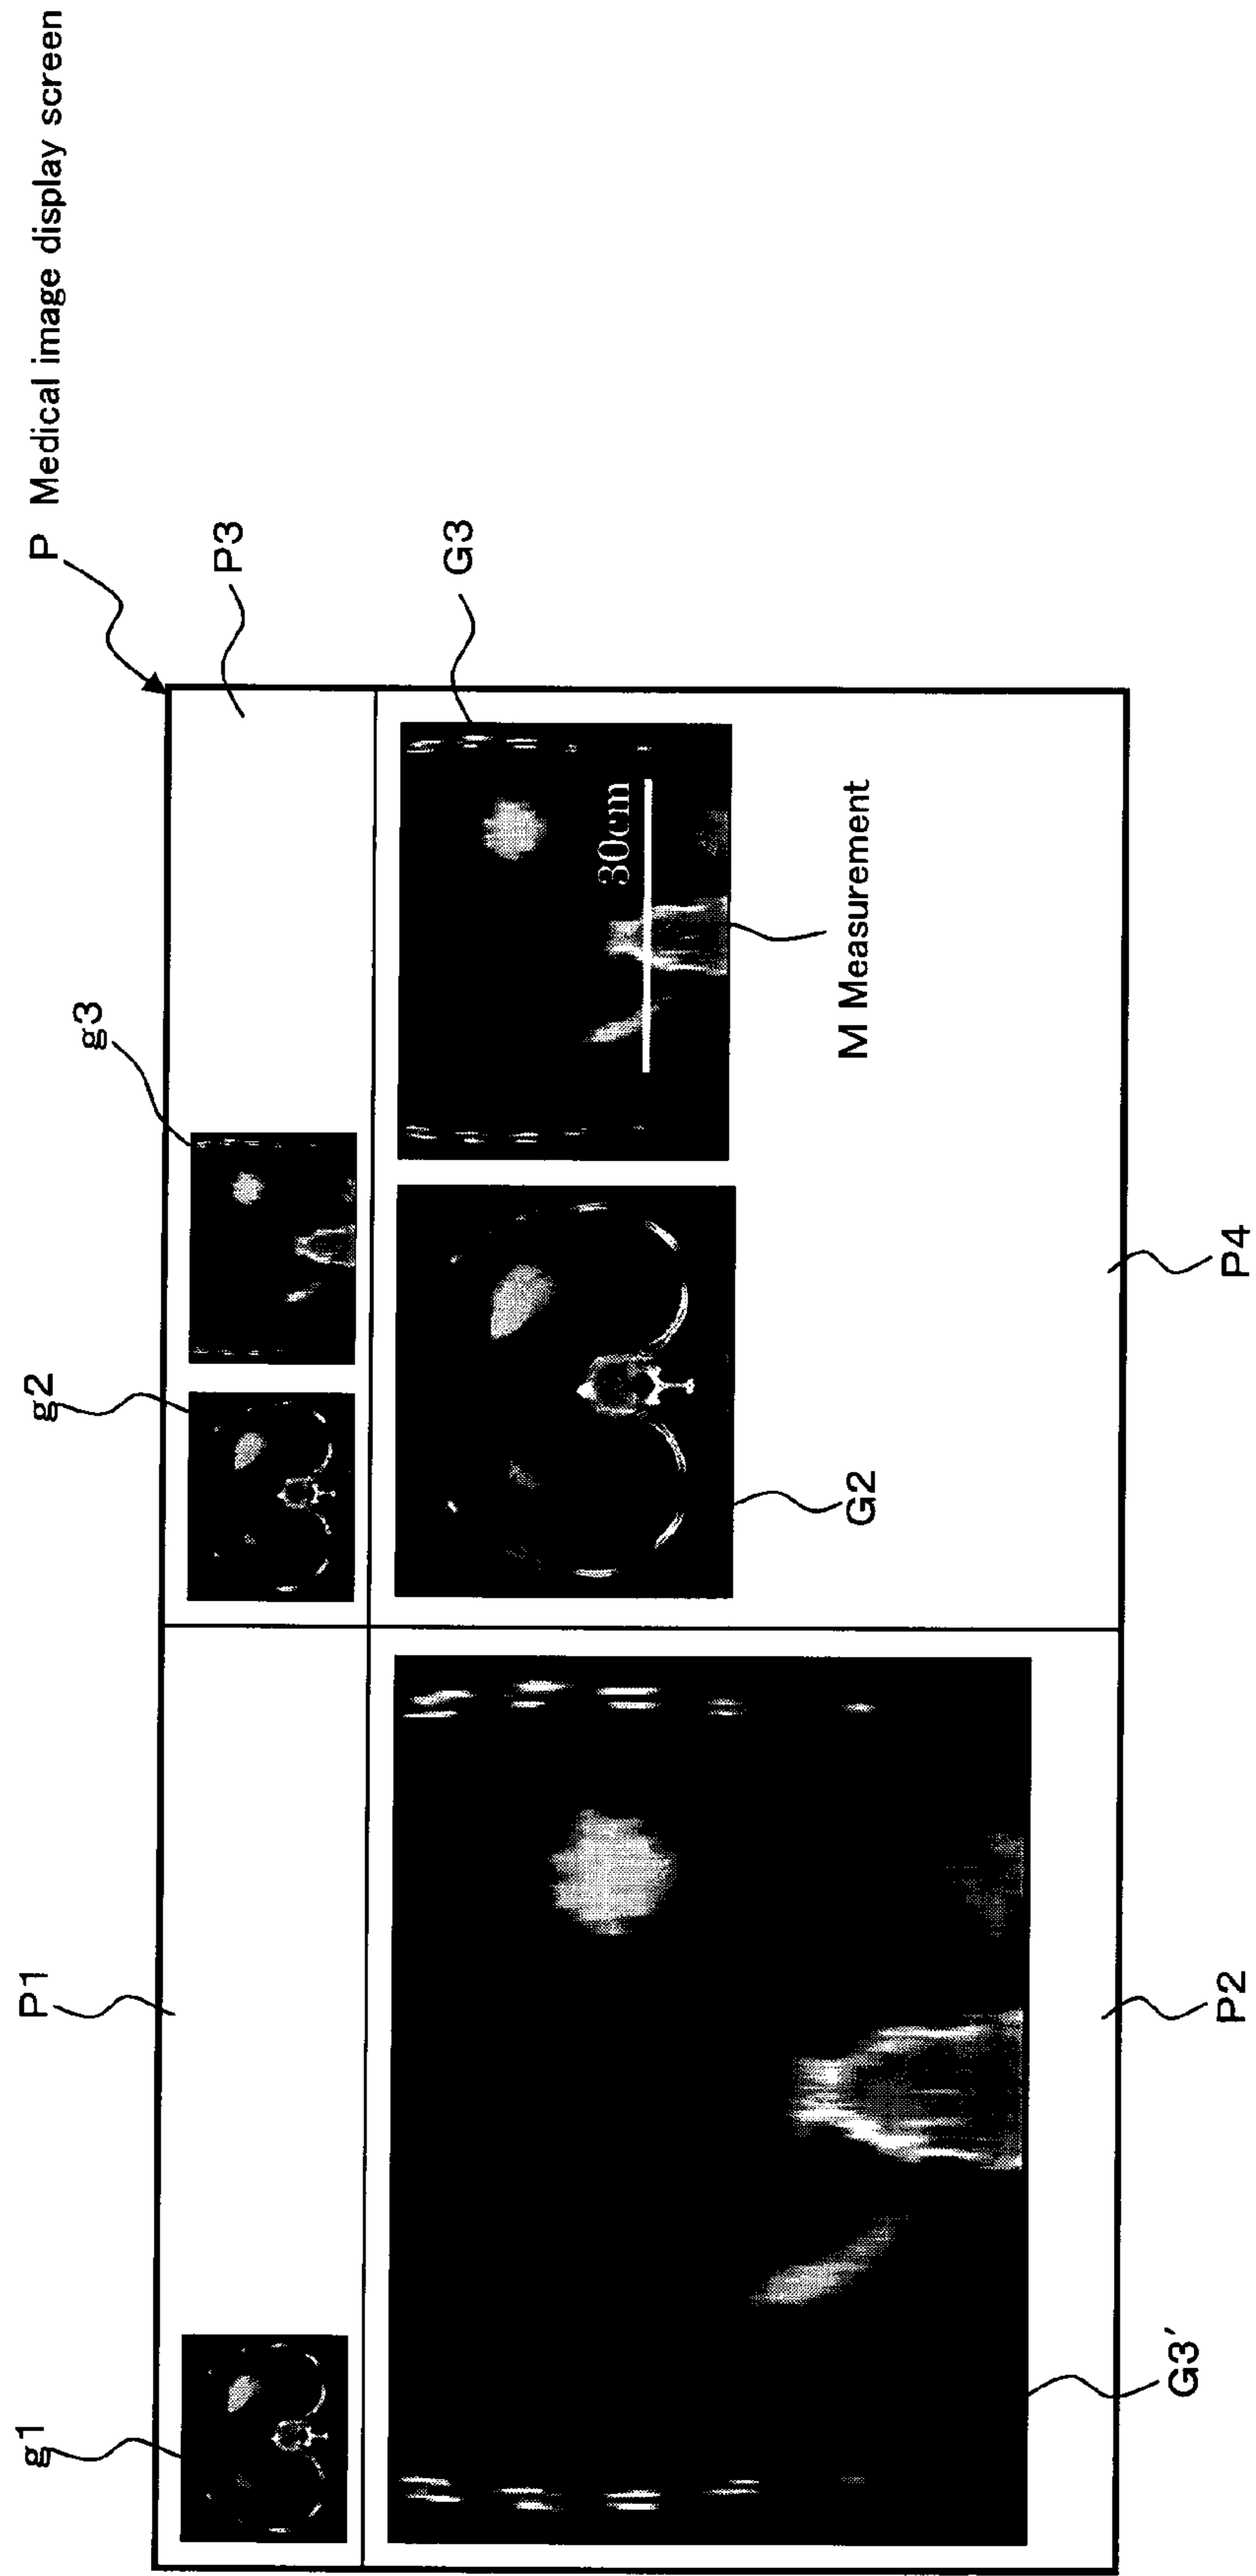 P Medical image display screen
g1
P1
g2
g3
P3
G3
30cm
M Measurement
G2
G3′
P2
P4